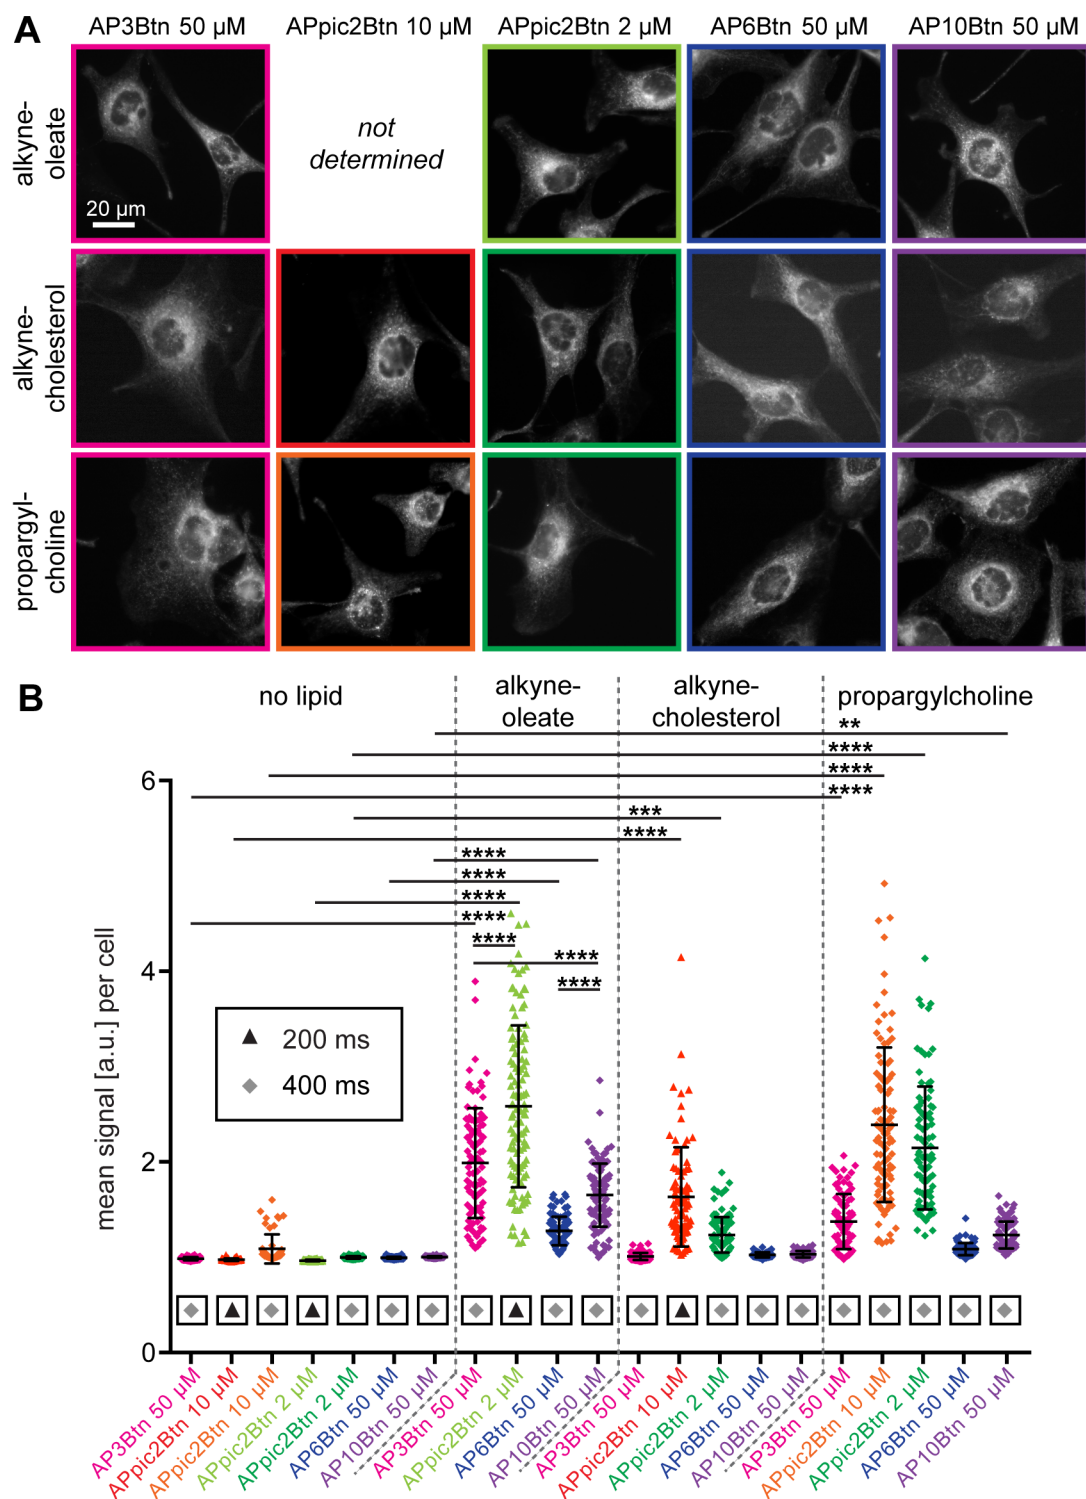 A
AP3Btn 50 µM
APpic2Btn 10 µM
APpic2Btn 2 µM
AP6Btn 50 µM
AP10Btn 50 µM
alkyne-
oleate
not
determined
20 µm
alkyne-
cholesterol
propargyl-
choline
B
no lipid
alkyne-
oleate
alkyne-
cholesterol
propargylcholine
**
****
****
****
***
****
****
****
****
****
****
****
****
mean signal [a.u.] per cell
6
4
2
0
200 ms
400 ms
AP3Btn 50 µM
APpic2Btn 10 µM
APpic2Btn 10 µM
APpic2Btn 2 µM
APpic2Btn 2 µM
AP6Btn 50 µM
AP10Btn 50 µM
AP3Btn 50 µM
APpic2Btn 2 µM
AP6Btn 50 µM
AP10Btn 50 µM
AP3Btn 50 µM
APpic2Btn 10 µM
APpic2Btn 2 µM
AP6Btn 50 µM
AP10Btn 50 µM
AP3Btn 50 µM
APpic2Btn 10 µM
APpic2Btn 2 µM
AP6Btn 50 µM
AP10Btn 50 µM